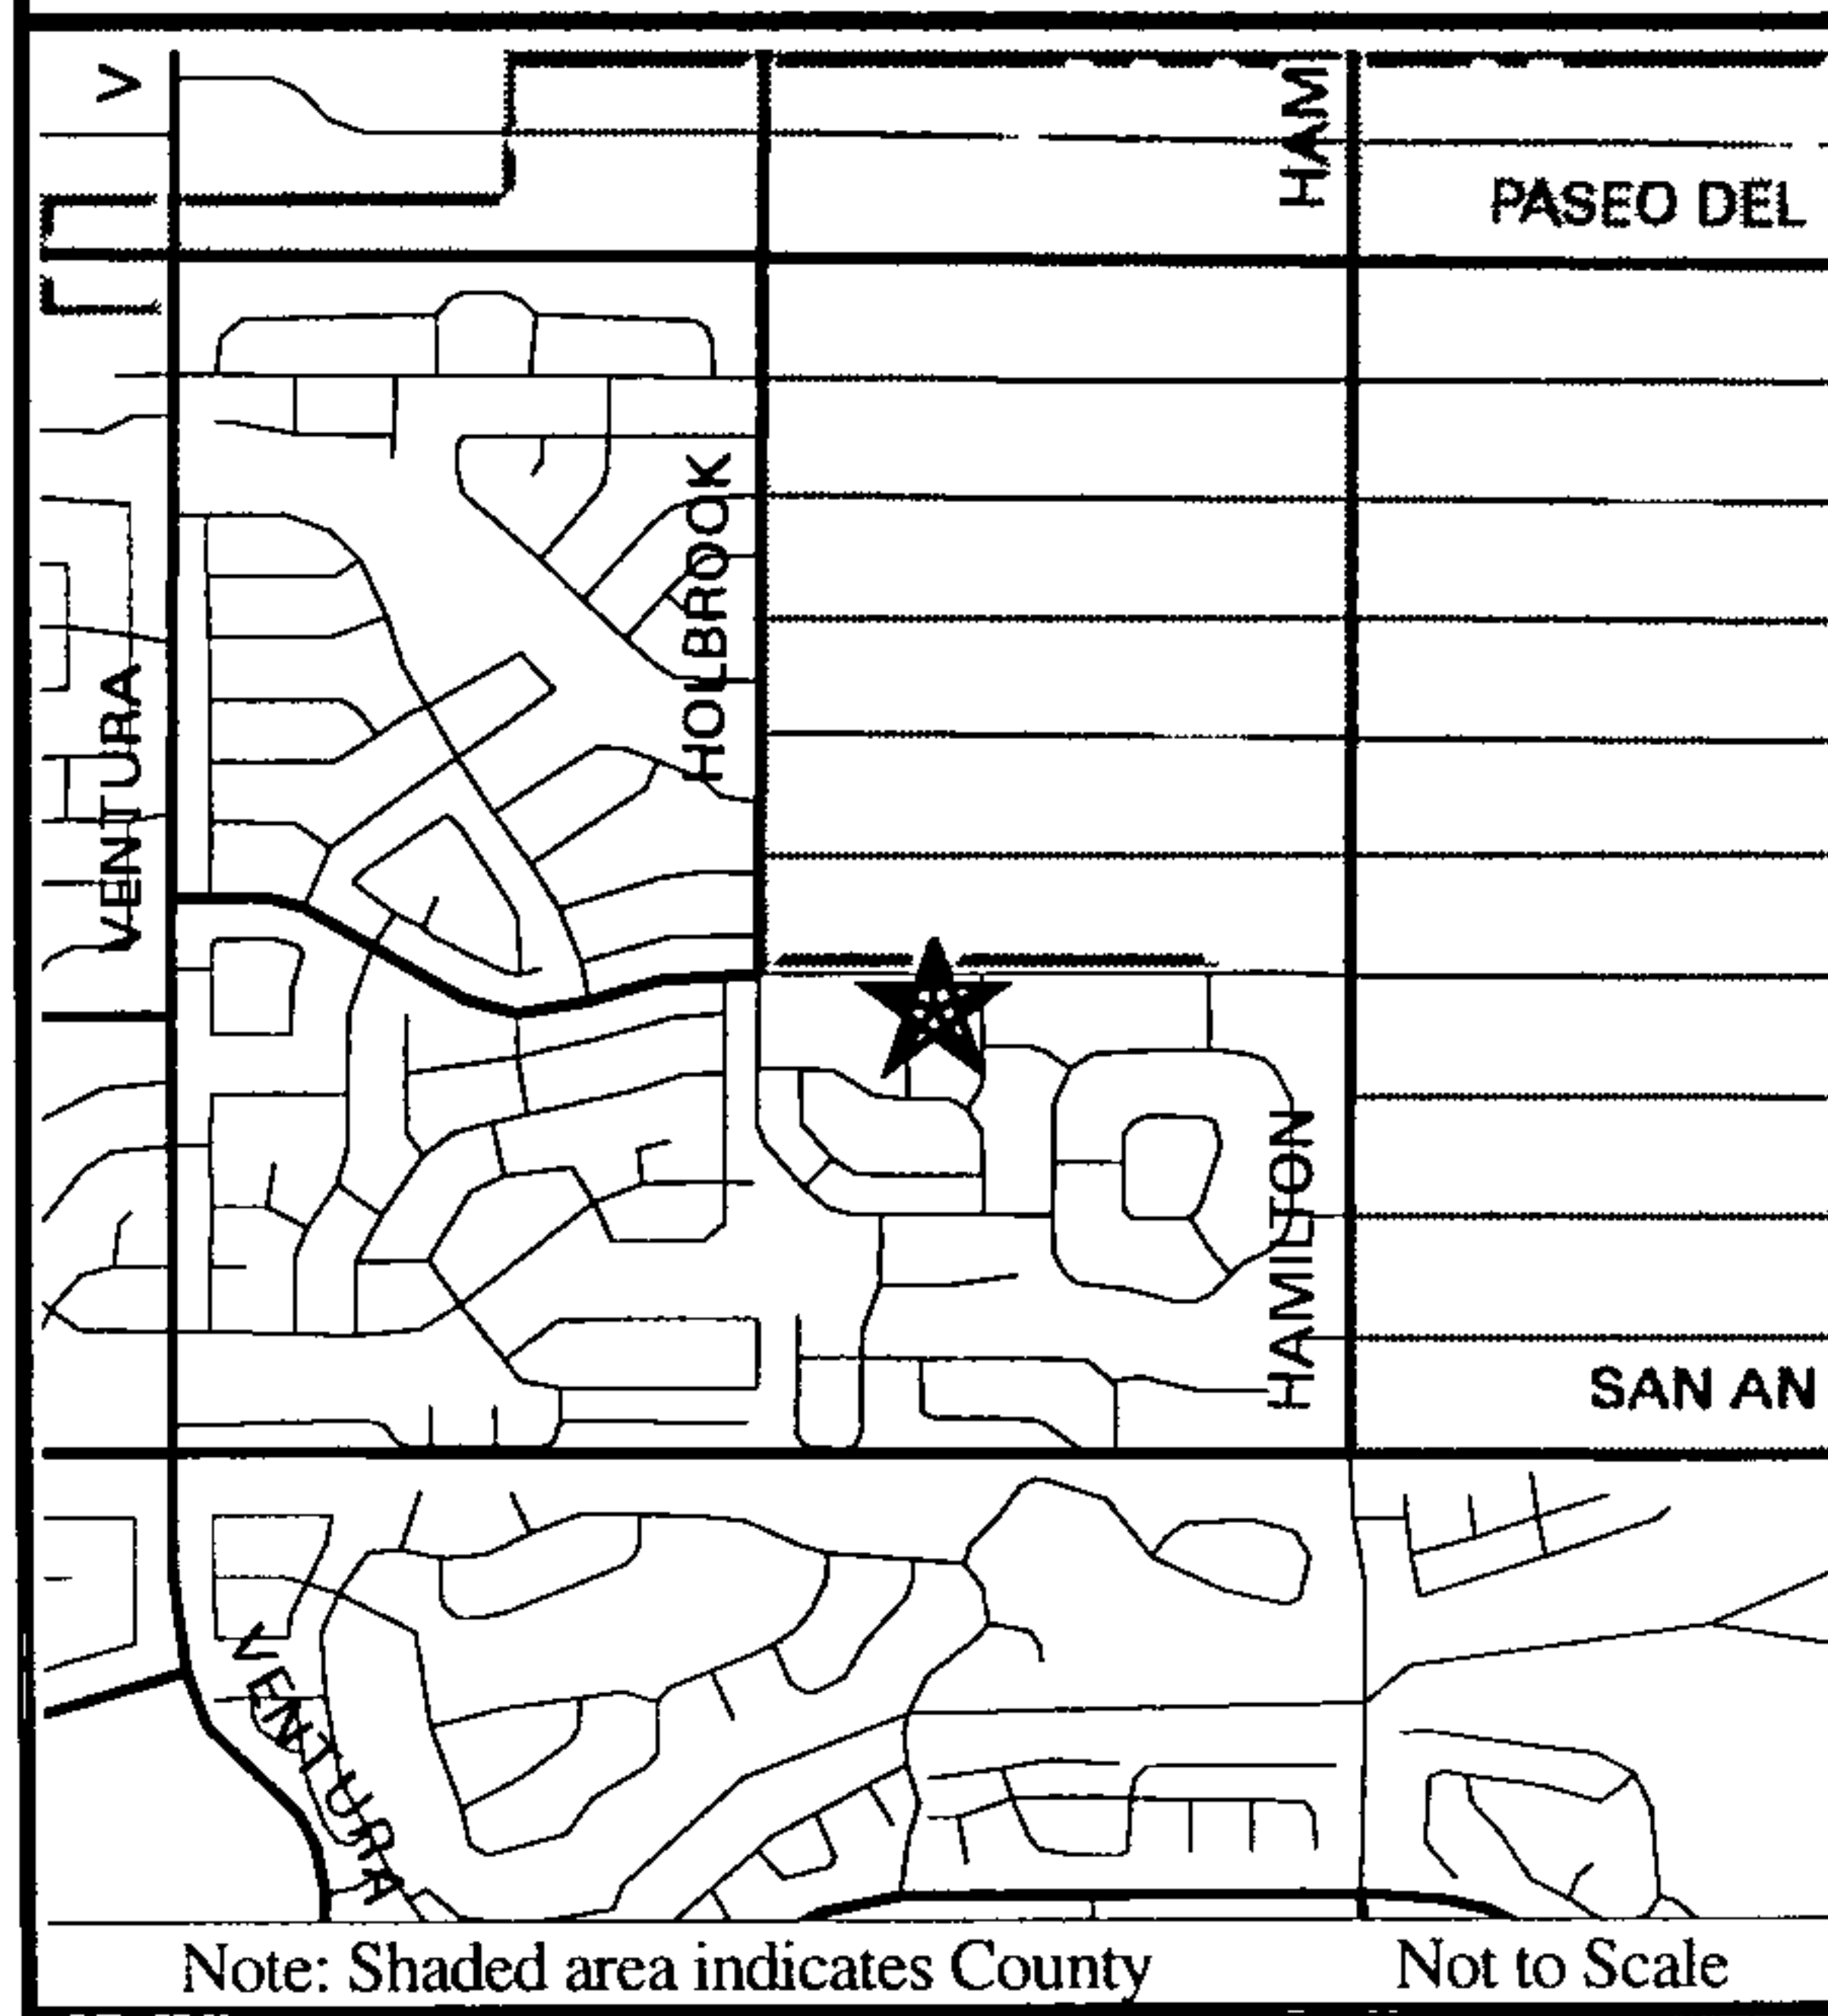 V
HAM
PASEO DEL
HOLBROOK
VENTURA
HAMILTON
SAN AN
VENTURA
Note: Shaded area indicates County
Not to Scale